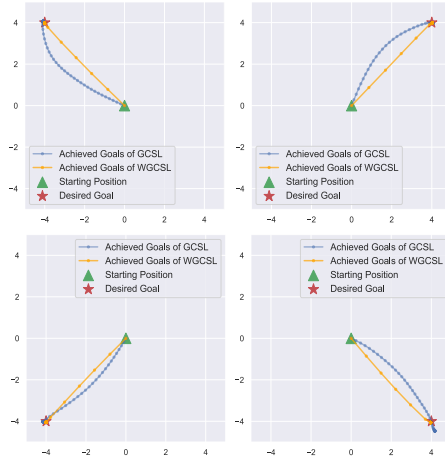 4
2
0
−2
−4
Achieved Goals of GCSL
Achieved Goals of WGCSL
Starting Position
Desired Goal
−4 −2 0 2 4
4
2
0
−2
−4
Achieved Goals of GCSL
Achieved Goals of WGCSL
Starting Position
Desired Goal
−4 −2 0 2 4
4
2
0
−2
−4
Achieved Goals of GCSL
Achieved Goals of WGCSL
Starting Position
Desired Goal
−4 −2 0 2 4
4
2
0
−2
−4
Achieved Goals of GCSL
Achieved Goals of WGCSL
Starting Position
Desired Goal
−4 −2 0 2 4